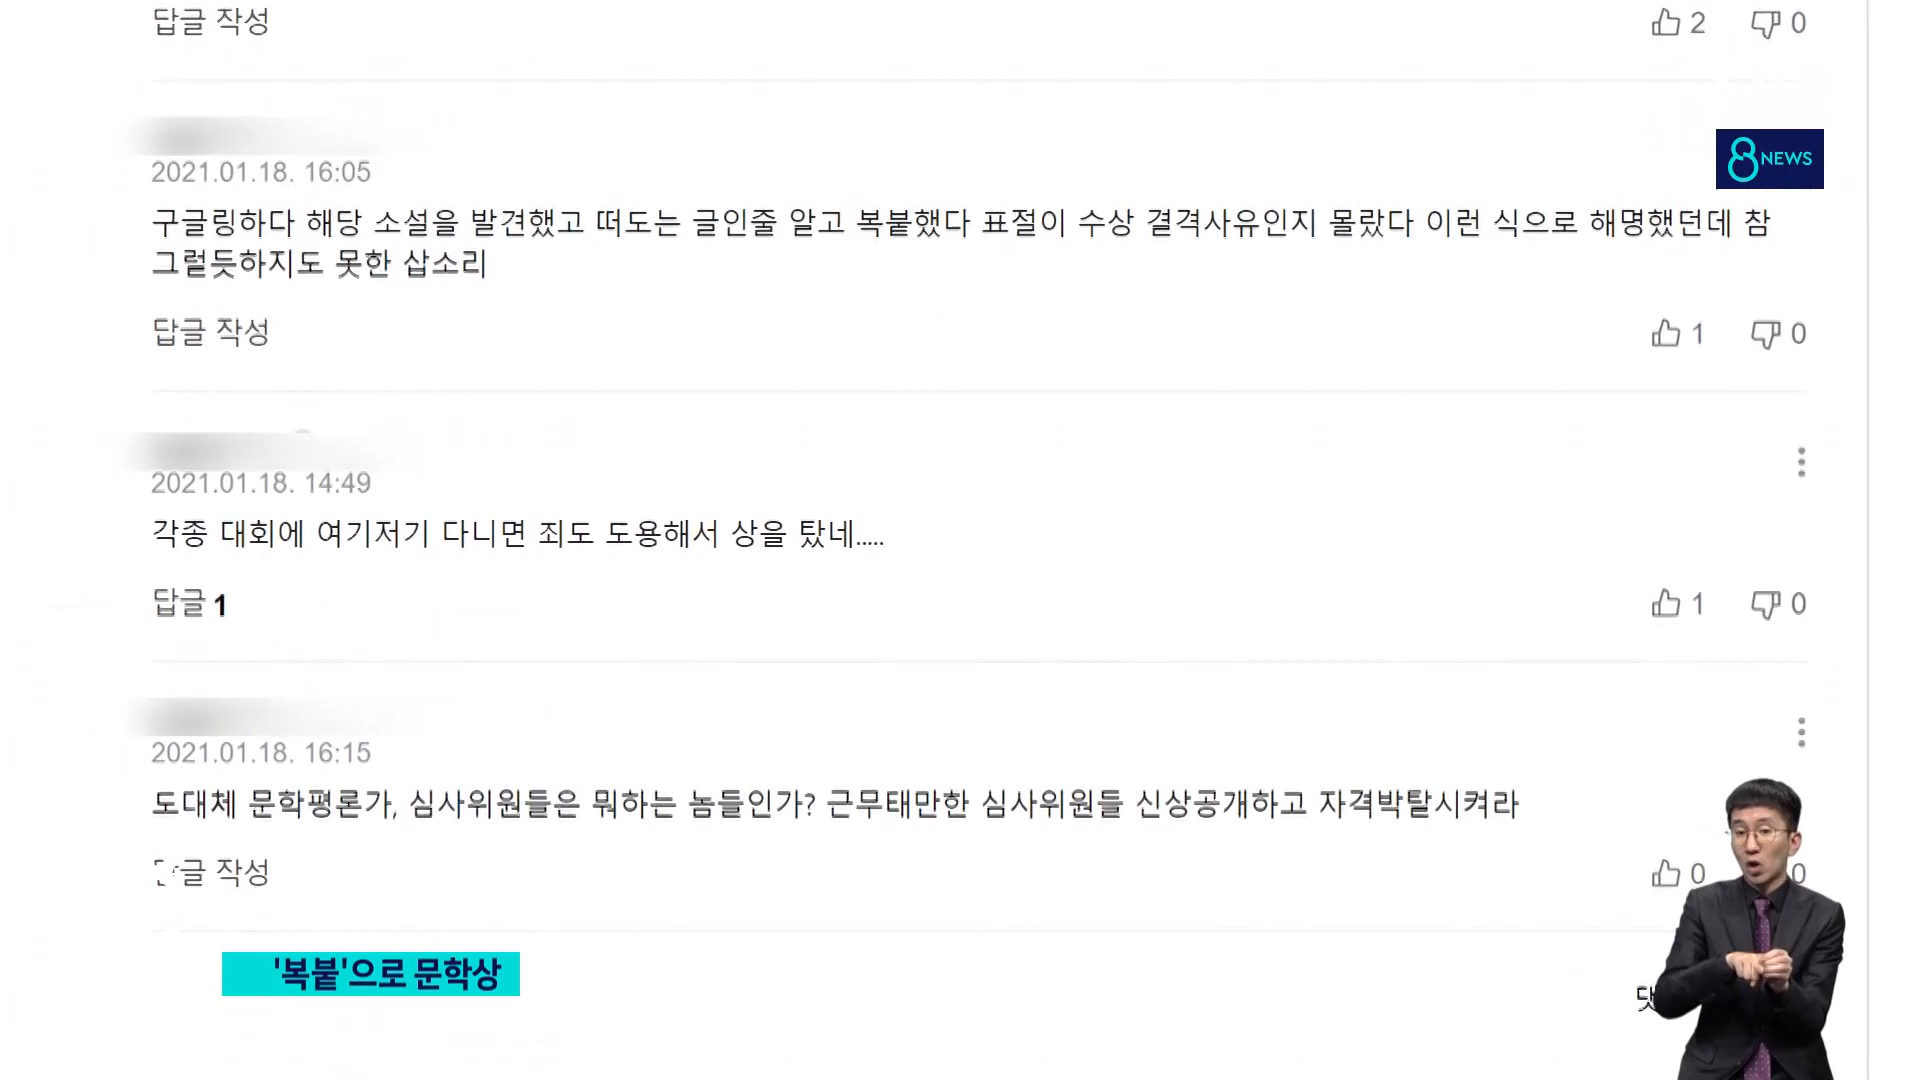 답글 작성
2
0
8NEWS
2021.01.18. 16:05
구글링하다 해당 소설을 발견했고 떠도는 글인줄 알고 복붙했다 표절이 수상 결격사유인지 몰랐다 이런 식으로 해명했던데 참
그럴듯하지도 못한 삽소리
답글 작성
1
0
2021.01.18. 14:49
각종 대회에 여기저기 다니면 죄도 도용해서 상을 탔네.....
답글 1
1
0
2021.01.18. 16:15
도대체 문학평론가, 심사위원들은 뭐하는 놈들인가? 근무태만한 심사위원들 신상공개하고 자격박탈시켜라
답글 작성
0
0
'복붙'으로 문학상